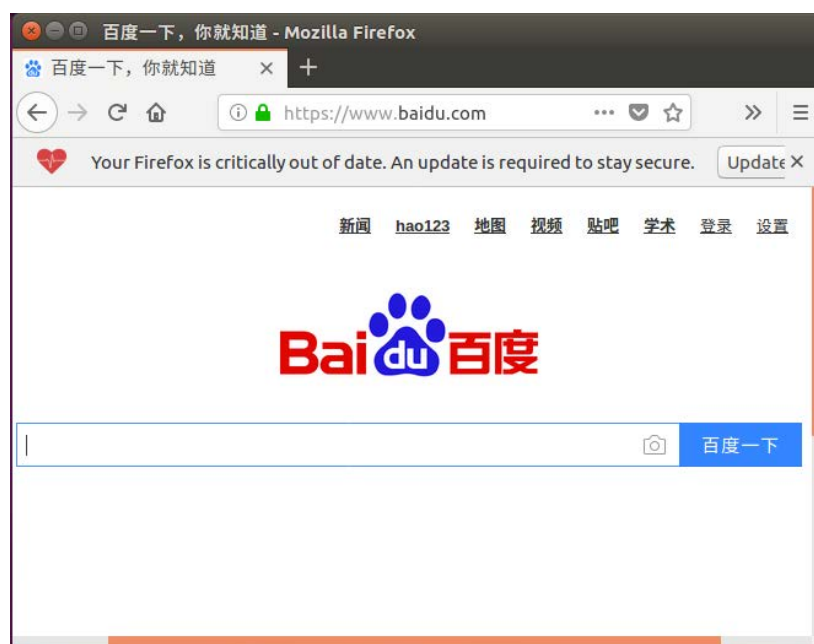 百度一下，你就知道 - Mozilla Firefox
百度一下，你就知道
https://www.baidu.com
Your Firefox is critically out of date. An update is required to stay secure. Update
新闻 hao123 地图 视频 贴吧 学术 登录 设置
Bai du 百度
百度一下